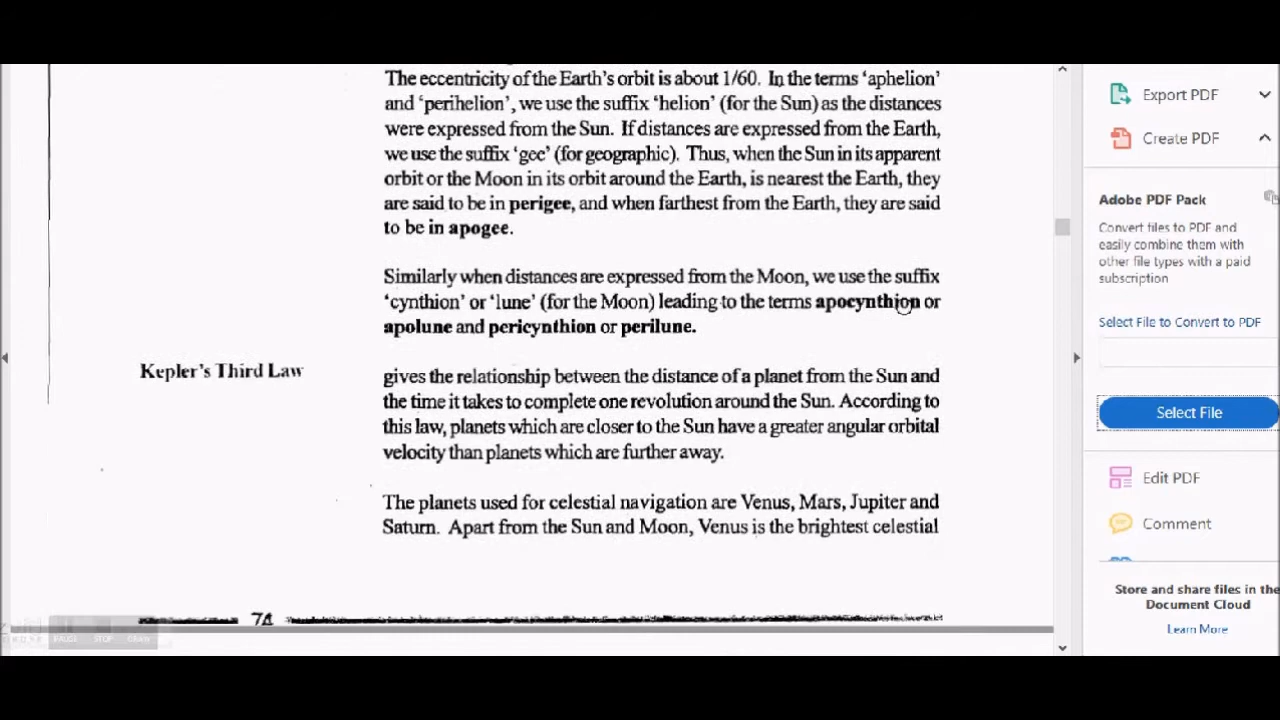 The eccentricity of the Earth's orbit is about 1/60. In the terms 'aphelion'
and 'perihelion', we use the suffix 'helion' (for the Sun) as the distances
were expressed from the Sun. If distances are expressed from the Earth,
we use the suffix 'gee' (for geographic). Thus, when the Sun in its apparent
orbit or the Moon in its orbit around the Earth, is nearest the Earth, they
are said to be in perigee, and when farthest from the Earth, they are said
to be in apogee.
Similarly when distances are expressed from the Moon, we use the suffix
'cynthion' or 'lune' (for the Moon) leading to the terms apocynthion or
apolune and pericynthion or perilune.
Kepler's Third Law
gives the relationship between the distance of a planet from the Sun and
the time it takes to complete one revolution around the Sun. According to
this law, planets which are closer to the Sun have a greater angular orbital
velocity than planets which are further away.
The planets used for celestial navigation are Venus, Mars, Jupiter and
Saturn. Apart from the Sun and Moon, Venus is the brightest celestial
74
PAUSE STOP
Export PDF
Create PDF
Adobe PDF Pack
Convert files to PDF and
easily combine them with
other file types with a paid
subscription
Select File to Convert to PDF
Select File
Edit PDF
Comment
Store and share files in the
Document Cloud
Learn More